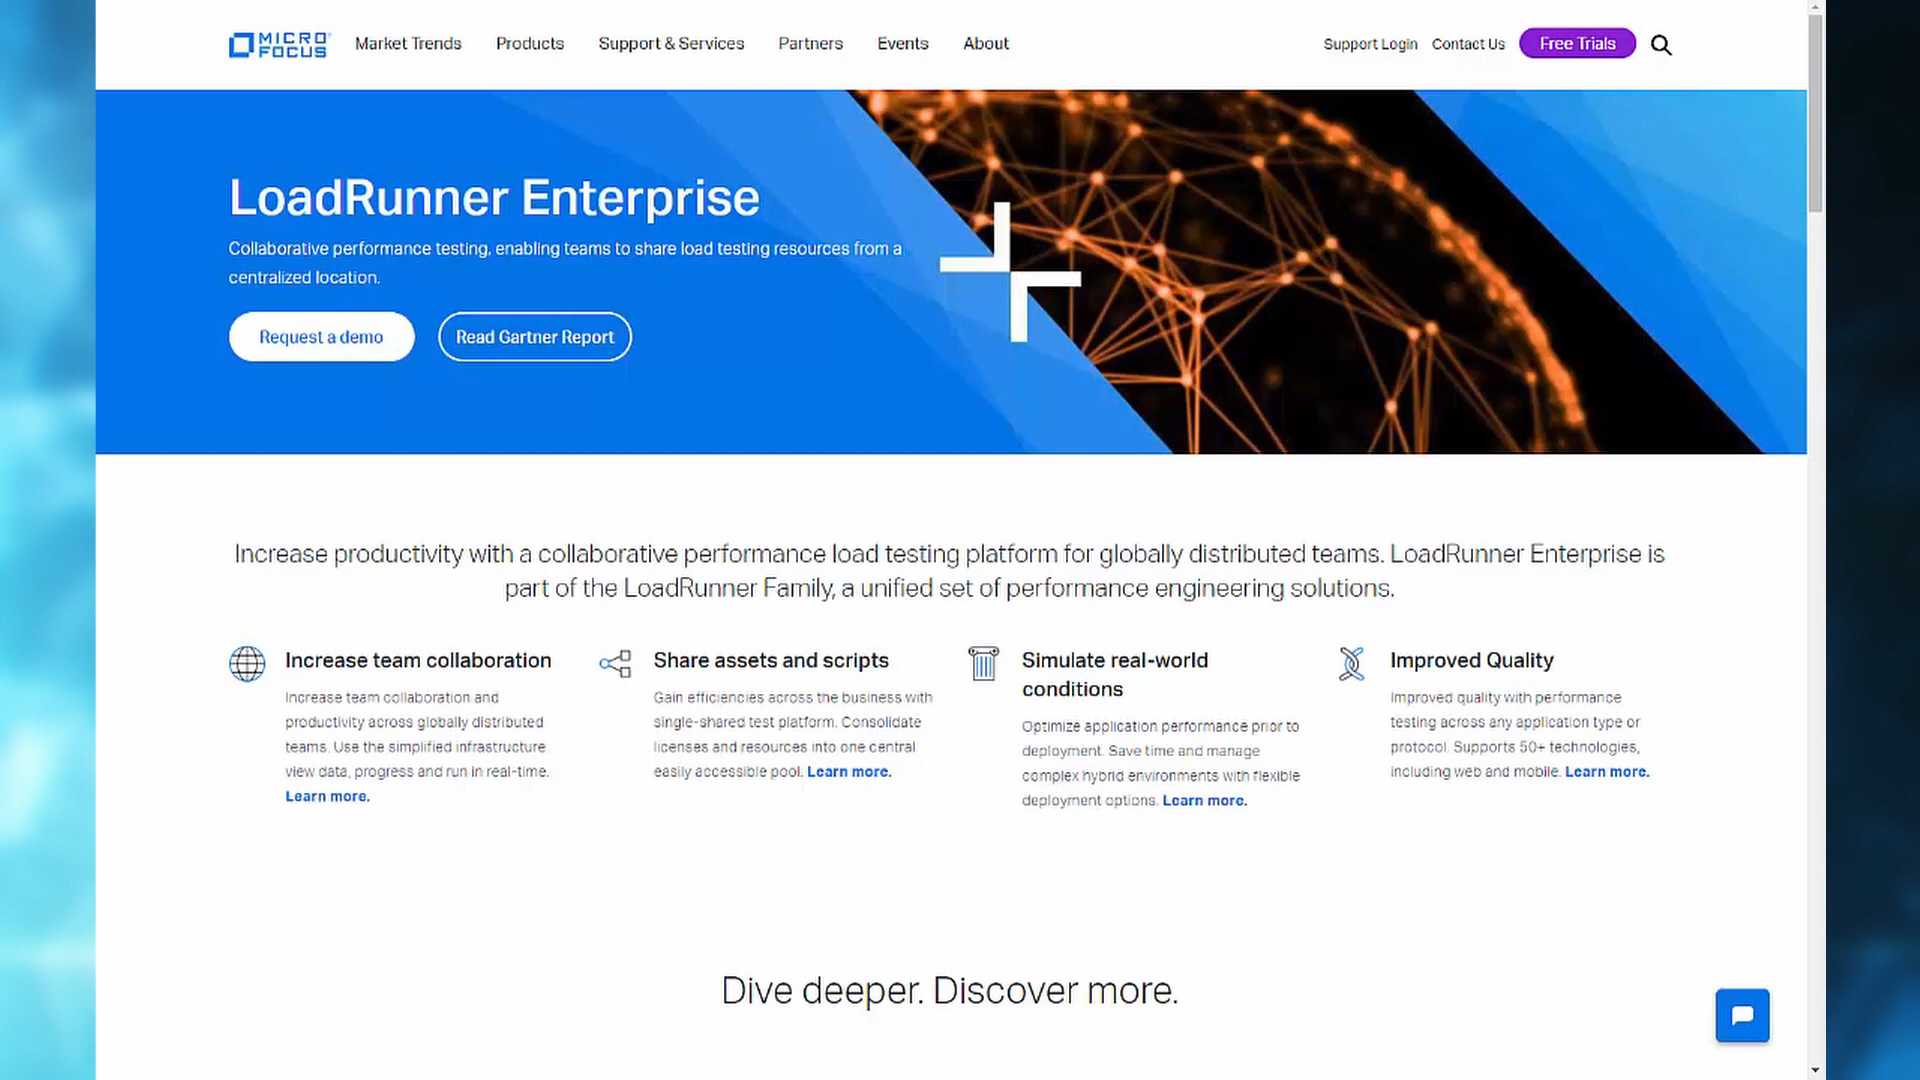 MICRO
FOCUS
Market Trends
Products
Support & Services
Partners
Events
About
Support Login
Contact Us
Free Trials
LoadRunner Enterprise
Collaborative performance testing, enabling teams to share load testing resources from a
centralized location.
Request a demo
Read Gartner Report
Increase productivity with a collaborative performance load testing platform for globally distributed teams. LoadRunner Enterprise is
part of the LoadRunner Family, a unified set of performance engineering solutions.
Increase team collaboration
Increase team collaboration and
productivity across globally distributed
teams. Use the simplified infrastructure
view data, progress and run in real-time.
Learn more.
Share assets and scripts
Gain efficiencies across the business with
single-shared test platform. Consolidate
licenses and resources into one central
easily accessible pool. Learn more.
Simulate real-world
conditions
Optimize application performance prior to
deployment. Save time and manage
complex hybrid environments with flexible
deployment options. Learn more.
Improved Quality
Improved quality with performance
testing across any application type or
protocol. Supports 50+ technologies,
including web and mobile. Learn more.
Dive deeper. Discover more.